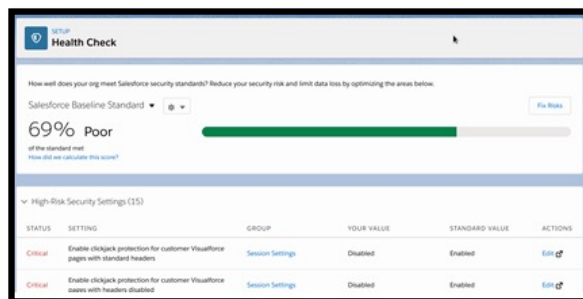 SETUP
Health Check
How well does your org meet Salesforce security standards? Reduce your security risk and limit data loss by optimizing the areas below.
Salesforce Baseline Standard
Fix Risks
69% Poor
of the standard met
How did we calculate this score?
High-Risk Security Settings (15)
STATUS SETTING GROUP YOUR VALUE STANDARD VALUE ACTIONS
Critical Enable clickjack protection for customer Visualforce pages with standard headers Session Settings Disabled Enabled Edit
Critical Enable clickjack protection for customer Visualforce pages with headers disabled Session Settings Disabled Enabled Edit